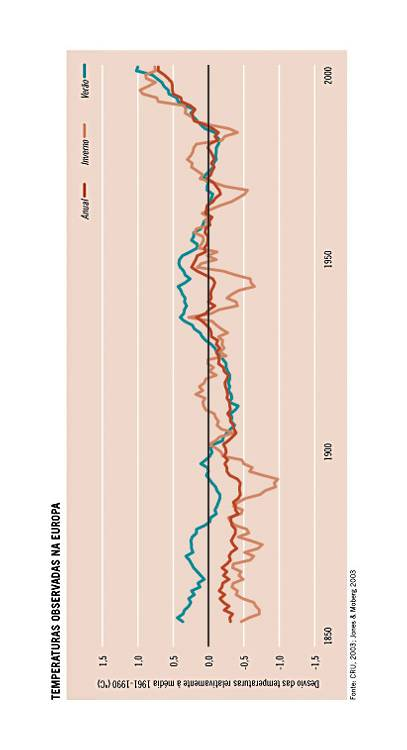 TEMPERATURAS OBSERVADAS NA EUROPA
Anual
Inverno
Verão
1.5
1.0
0.5
0.0
-0.5
-1.0
-1.5
Desvio das temperaturas relativamente à média 1961-1990 (°C)
1850
1900
1950
2000
Fonte: CRU, 2003; Jones & Moberg 2003